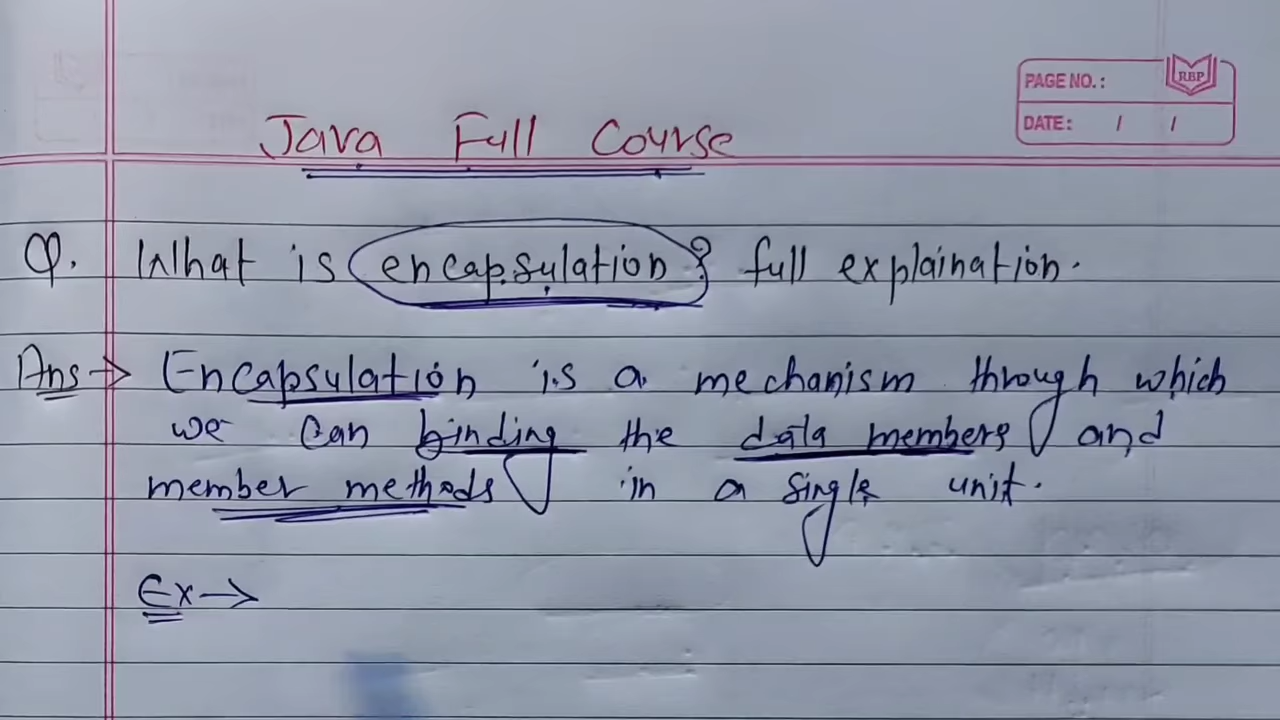 PAGE NO. :
RBP
DATE: / /
Java Full Course
Q. What is encapsulation? full explaination.
Ans → Encapsulation is a mechanism through which
we can binding the data members and
member methods in a single unit.
Ex →